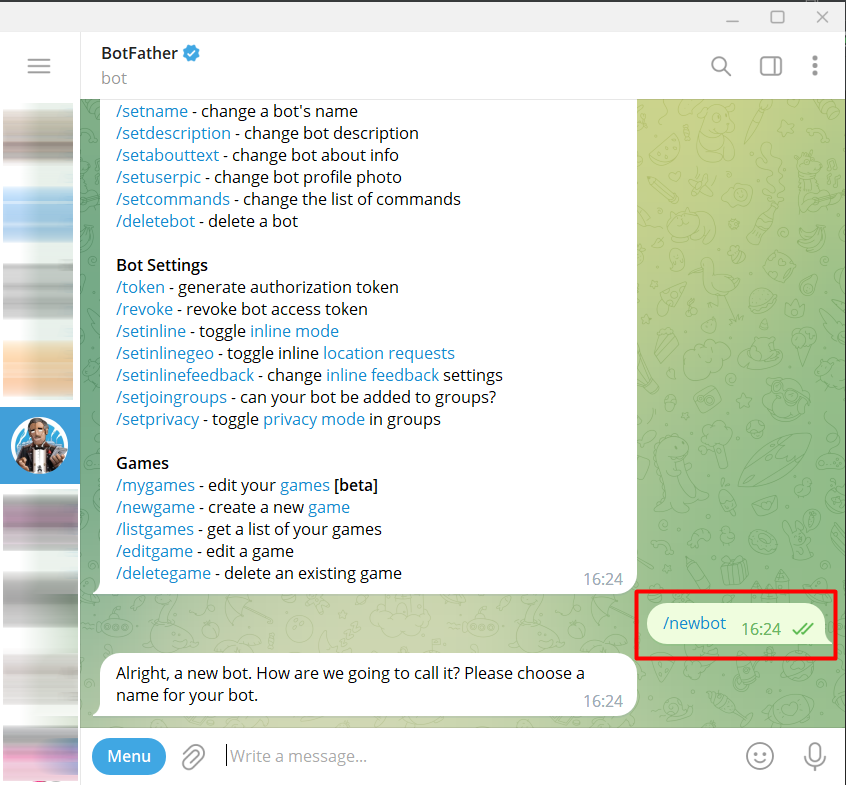 BotFather
bot
/setname - change a bot's name
/setdescription - change bot description
/setabouttext - change bot about info
/setuserpic - change bot profile photo
/setcommands - change the list of commands
/deletebot - delete a bot
Bot Settings
/token - generate authorization token
/revoke - revoke bot access token
/setinline - toggle inline mode
/setinlinegeo - toggle inline location requests
/setinlinefeedback - change inline feedback settings
/setjoingroups - can your bot be added to groups?
/setprivacy - toggle privacy mode in groups
Games
/mygames - edit your games [beta]
/newgame - create a new game
/listgames - get a list of your games
/editgame - edit a game
/deletegame - delete an existing game
16:24
/newbot 16:24
Alright, a new bot. How are we going to call it? Please choose a
name for your bot.
16:24
Menu
Write a message...